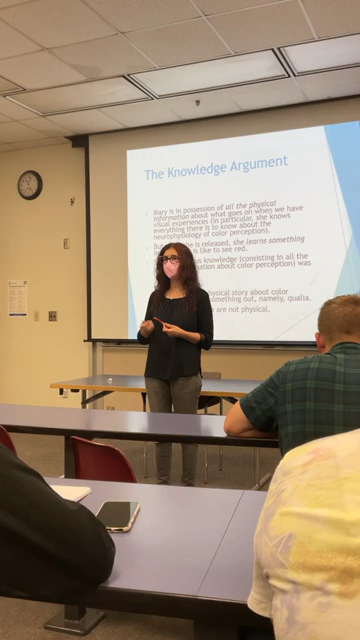 The Knowledge Argument
Mary is in possession of all the physical
information about what goes on when we have
visual experiences (in particular, she knows
everything there is to know about the
neurophysiology of color perception).
But
she is released, she learns something
is like to see red.
knowledge (consisting in all the
about color perception) was
physical story about color
something out, namely, qualia.
are not physical.